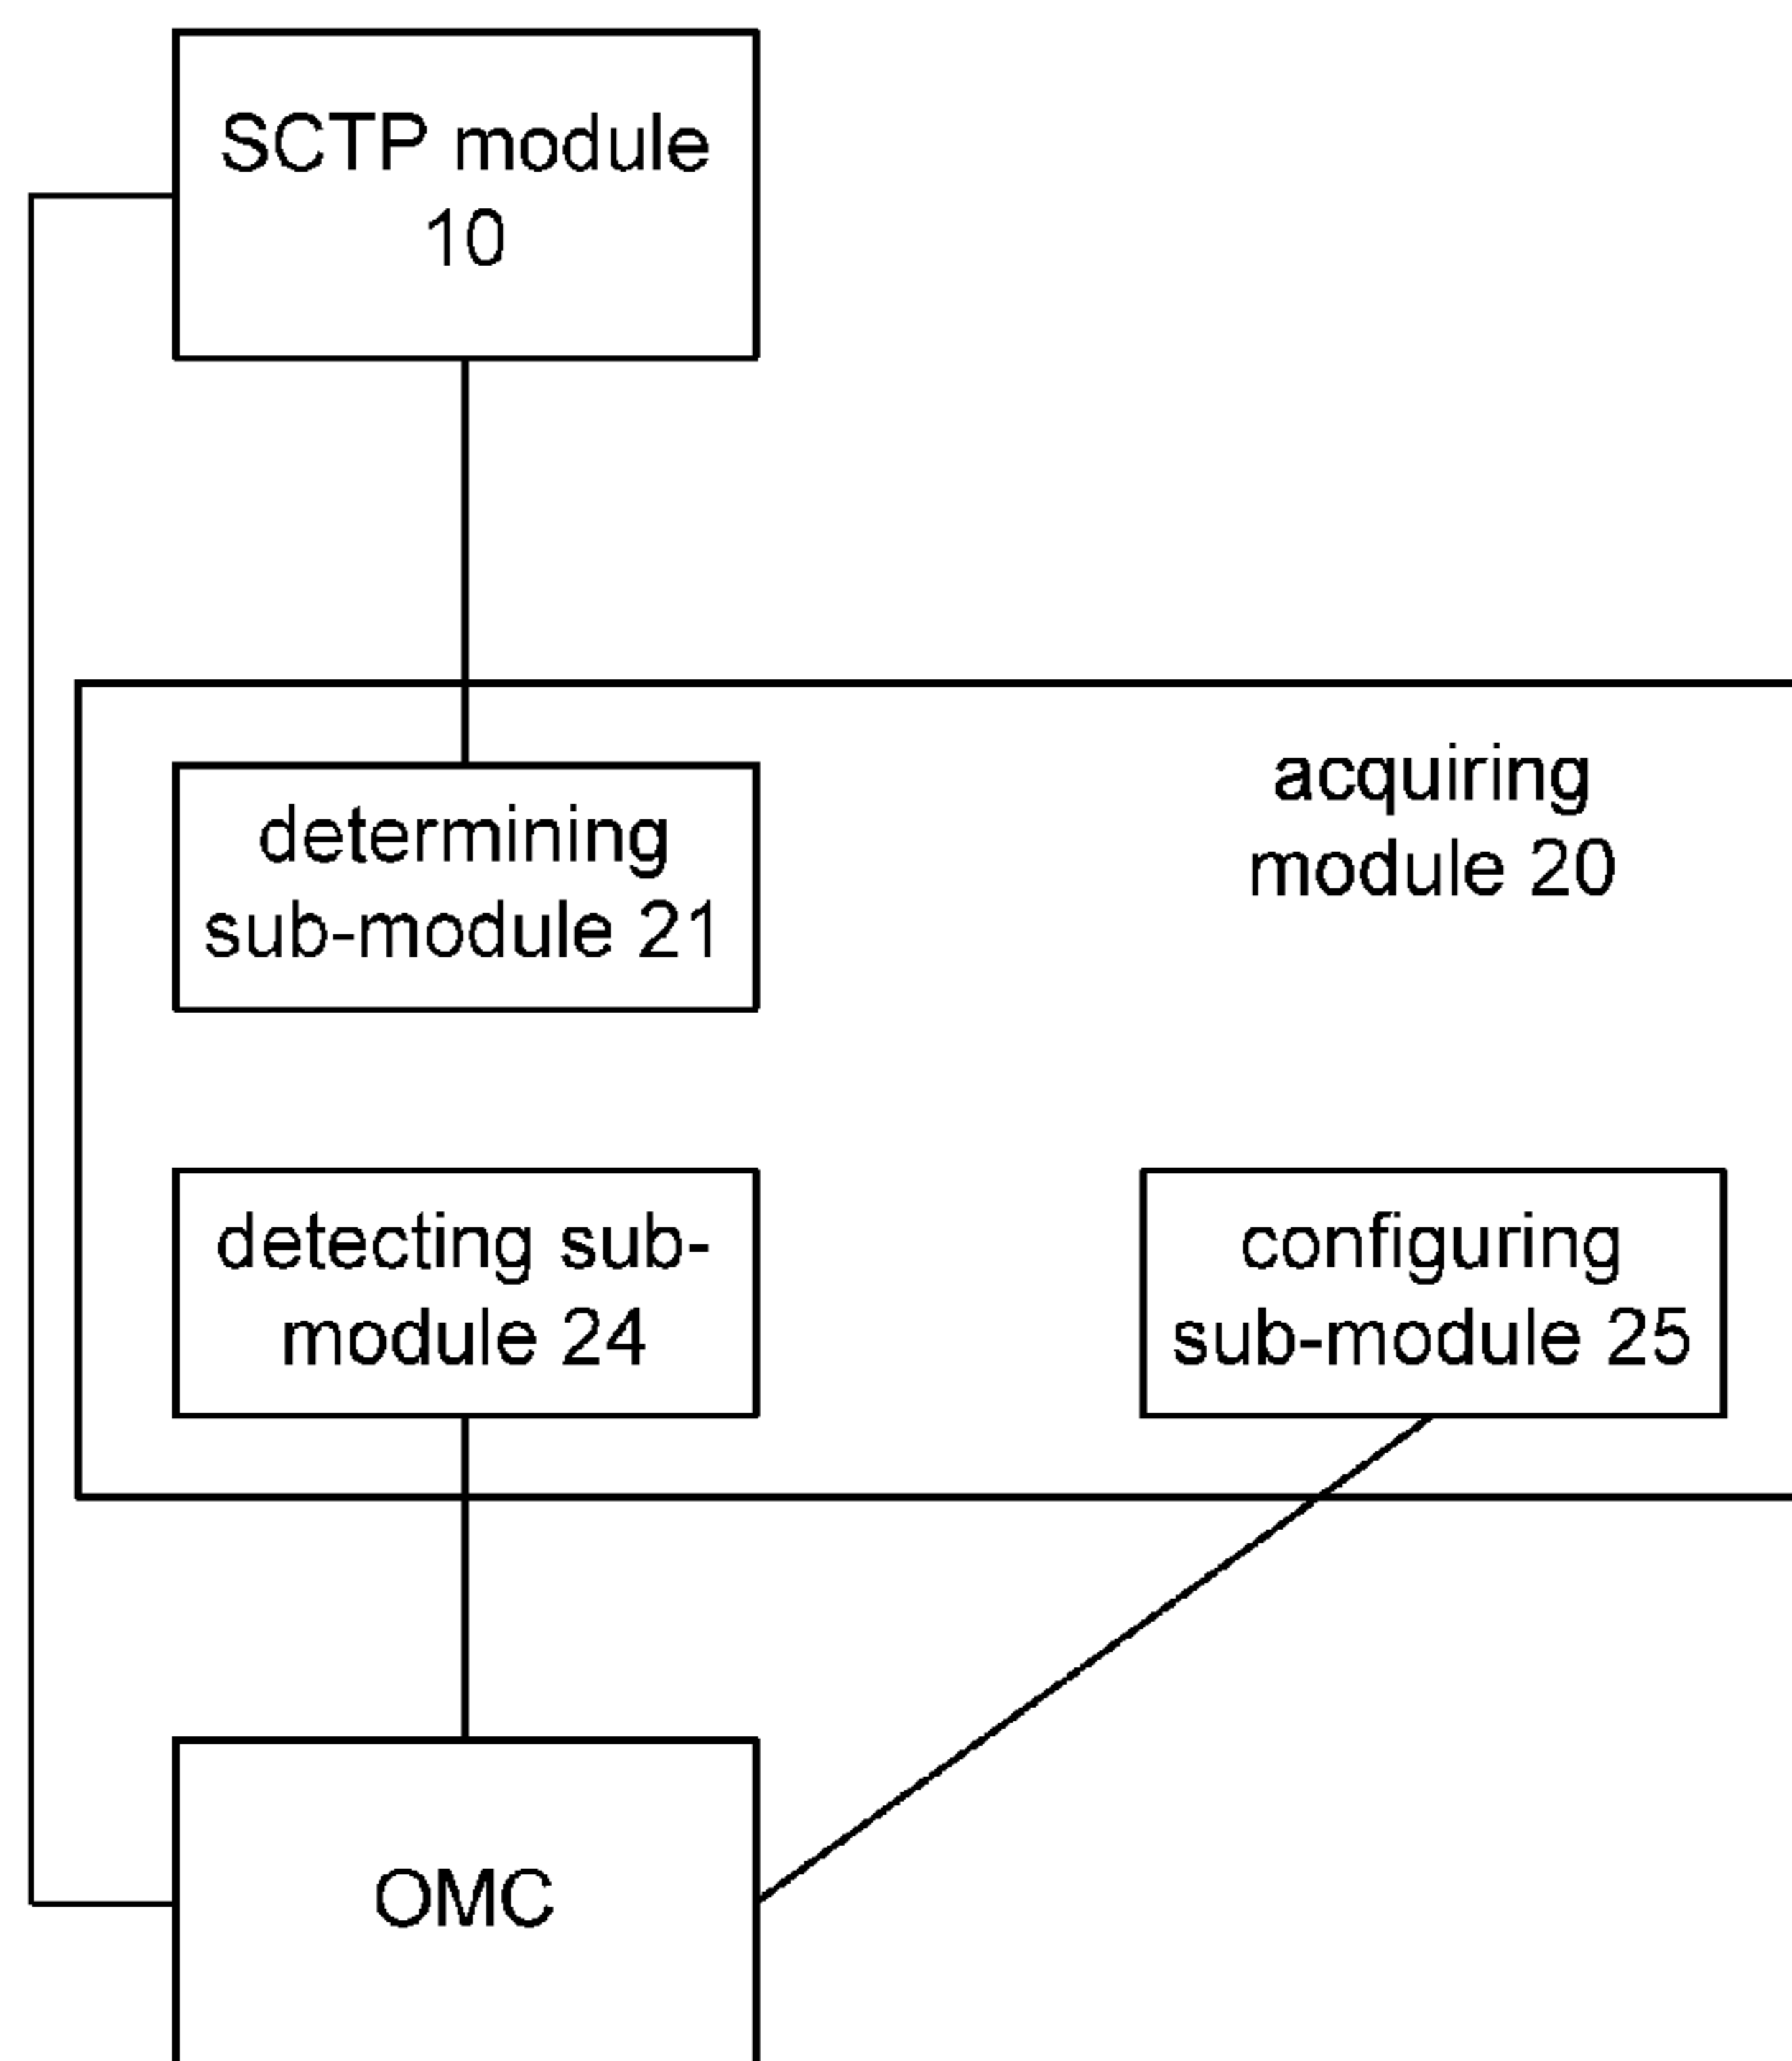 SCTP module
10
determining
sub-module 21
acquiring
module 20
detecting sub-
module 24
configuring
sub-module 25
OMC